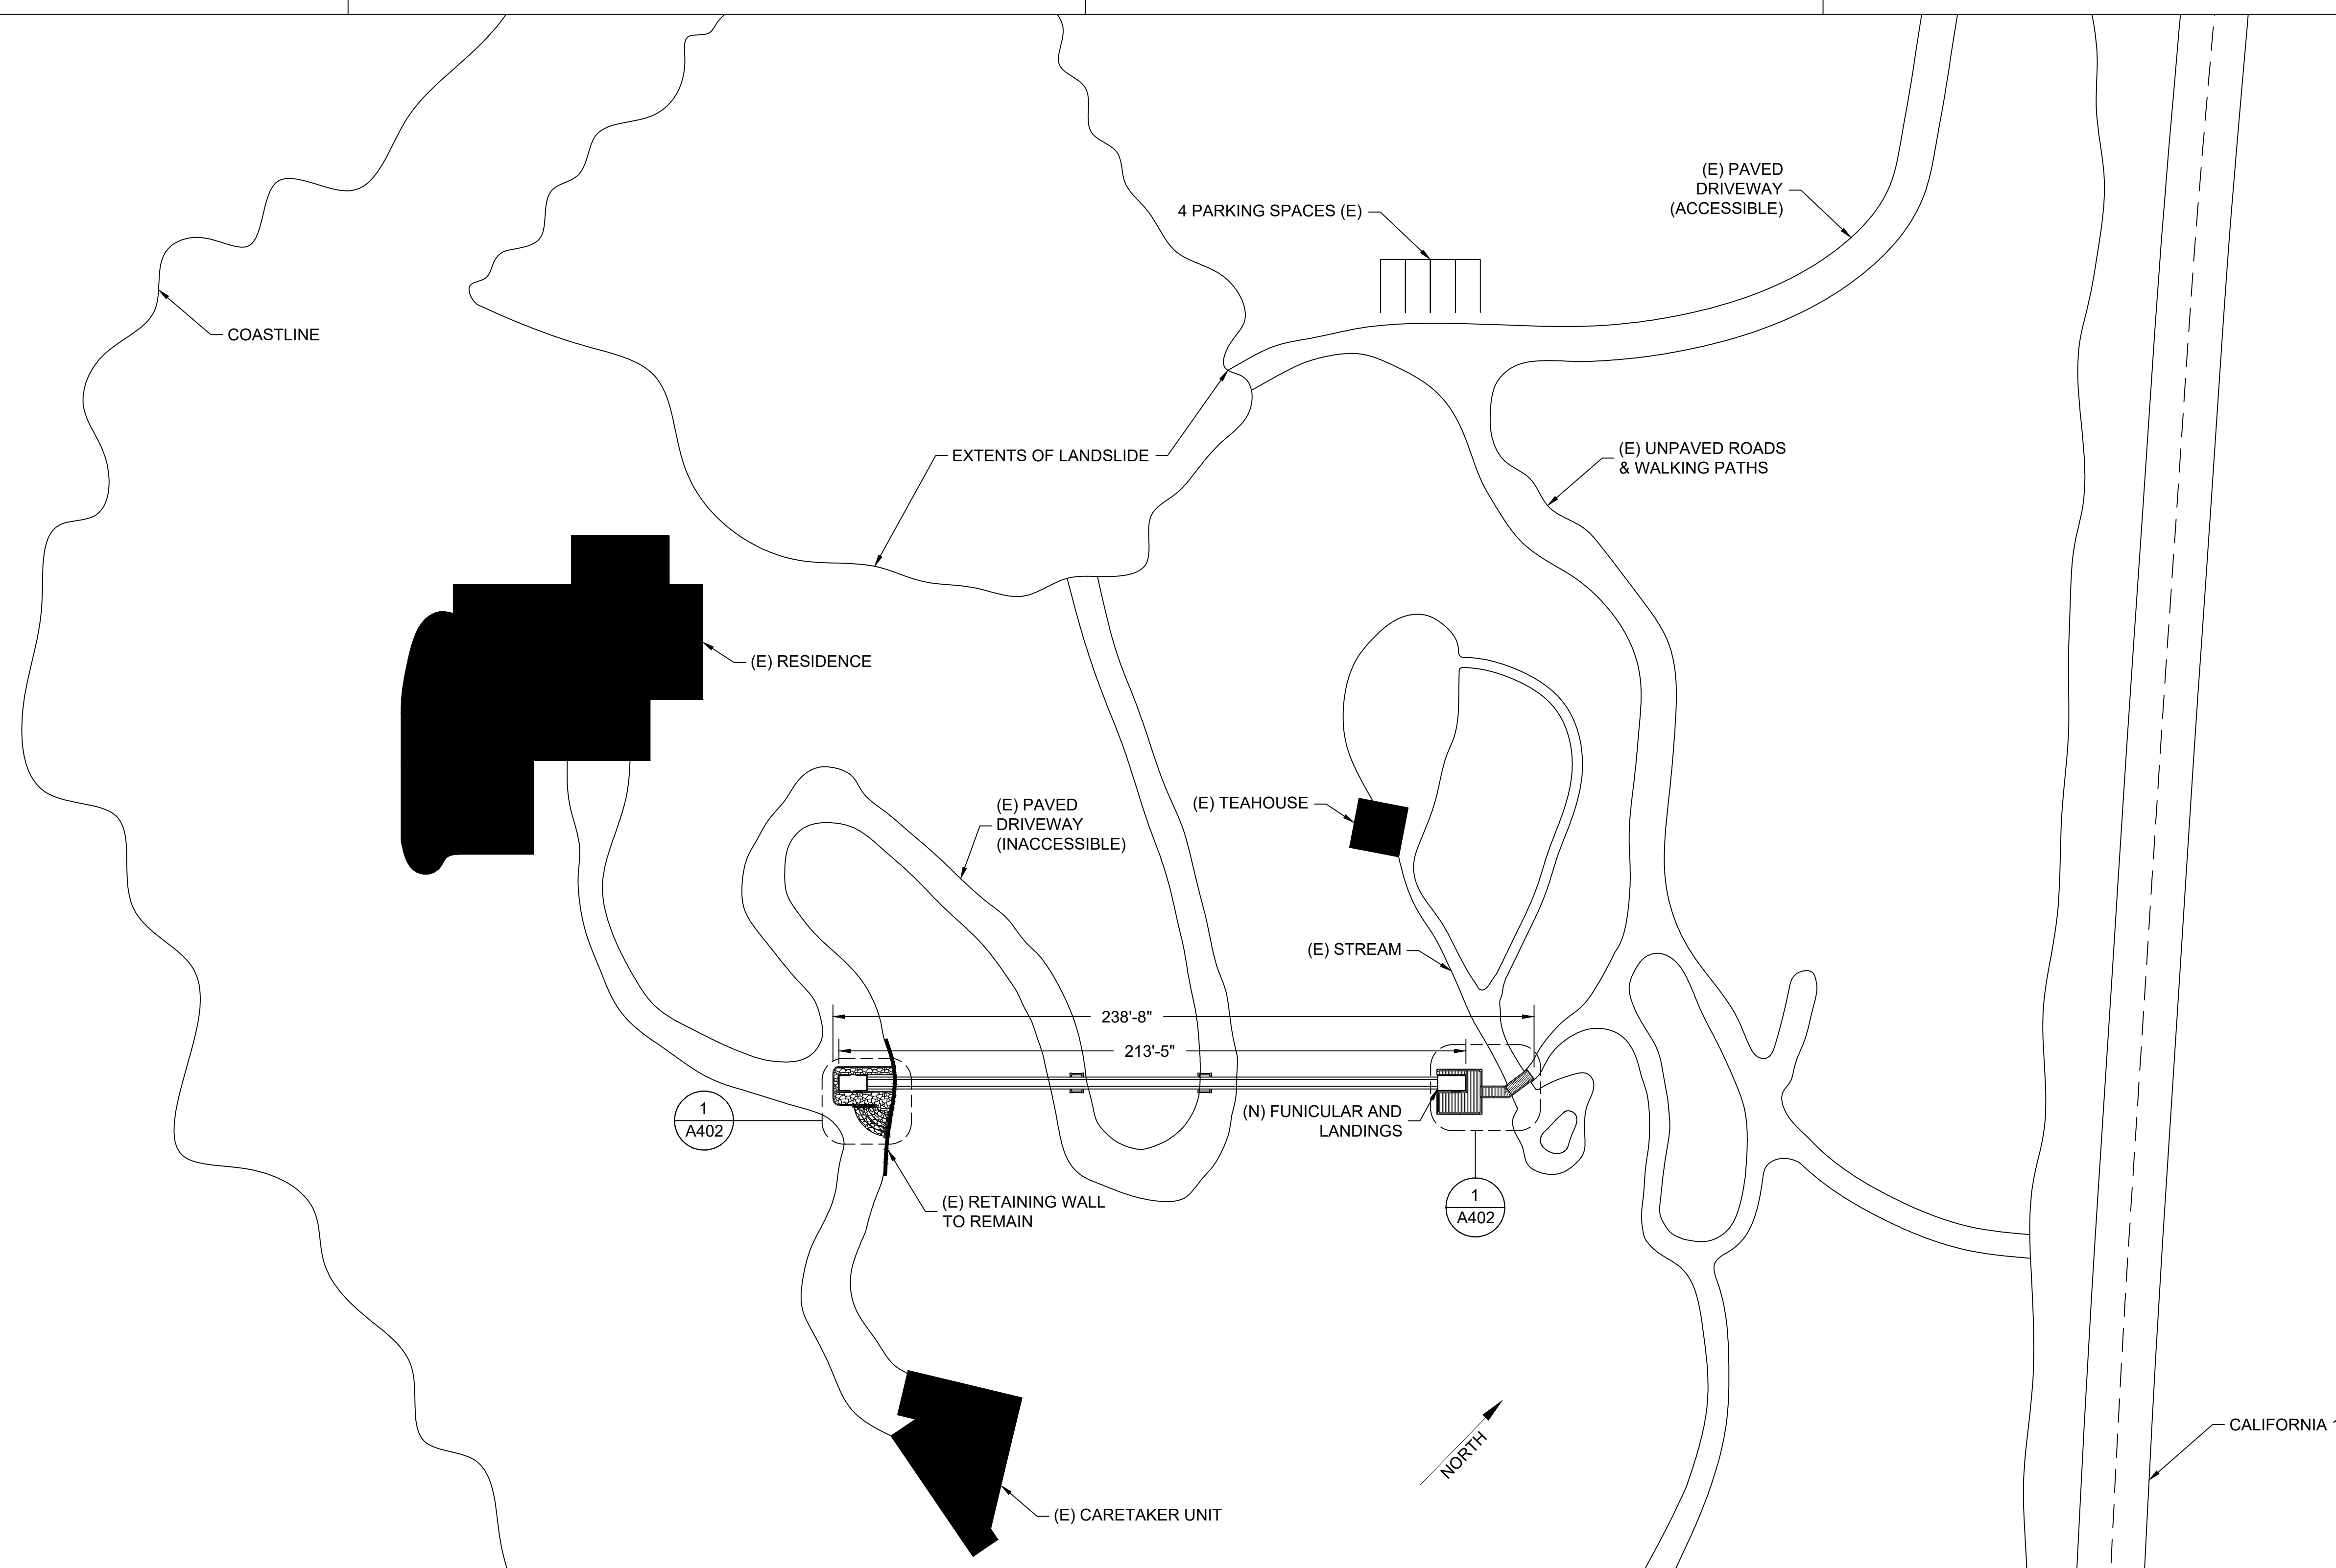 (E) PAVED
DRIVEWAY
(ACCESSIBLE)
4 PARKING SPACES (E)
COASTLINE
EXTENTS OF LANDSLIDE
(E) UNPAVED ROADS
& WALKING PATHS
(E) RESIDENCE
(E) PAVED
DRIVEWAY
(INACCESSIBLE)
(E) TEAHOUSE
(E) STREAM
238'-8"
213'-5"
1
A402
(N) FUNICULAR AND
LANDINGS
(E) RETAINING WALL
TO REMAIN
1
A402
NORTH
CALIFORNIA 1
(E) CARETAKER UNIT